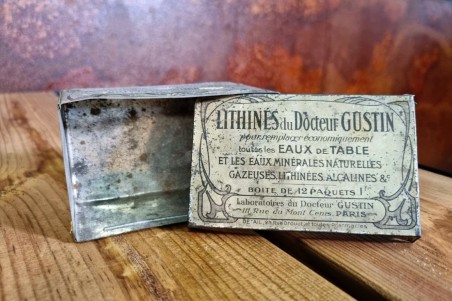 LITHINÉS du Docteur GUSTIN
pour remplacer économiquement
toutes les EAUX de TABLE
ET LES EAUX MINÉRALES NATURELLES
GAZEUSES, LITHINÉES, ALCALINES &c
BOITE DE 12 PAQUETS
Laboratoires du Docteur GUSTIN
Rue du Mont Cenis, PARIS